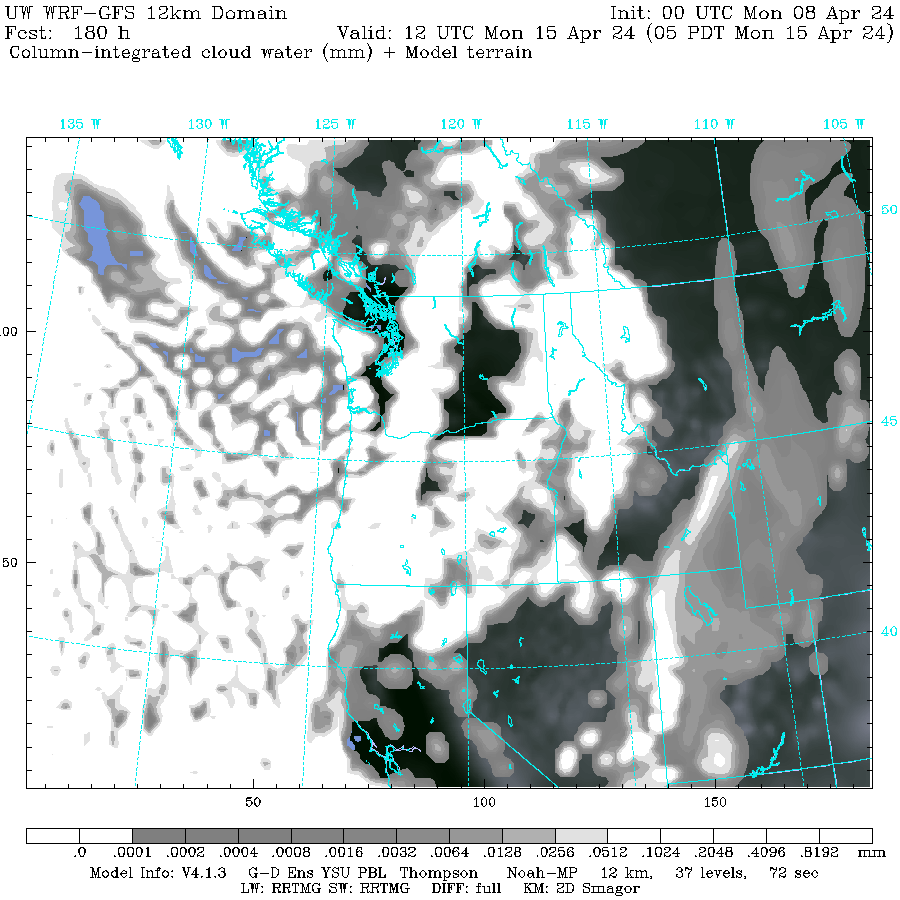 UW WRF-GFS 12km Domain Init: 00 UTC Mon 08 Apr 24
Fcst: 180 h Valid: 12 UTC Mon 15 Apr 24 (05 PDT Mon 15 Apr 24)
Column-integrated cloud water (mm) + Model terrain
135 W 130 W 125 W 120 W 115 W 110 W 105 W
50
00
45
50
40
50 100 150
.0 .0001 .0002 .0004 .0008 .0016 .0032 .0064 .0128 .0256 .0512 .1024 .2048 .4096 .8192 mm
Model Info: V4.1.3 G-D Ens YSU PBL Thompson Noah-MP 12 km, 37 levels, 72 sec
LW: RRTMG SW: RRTMG DIFF: full KM: 2D Smagor